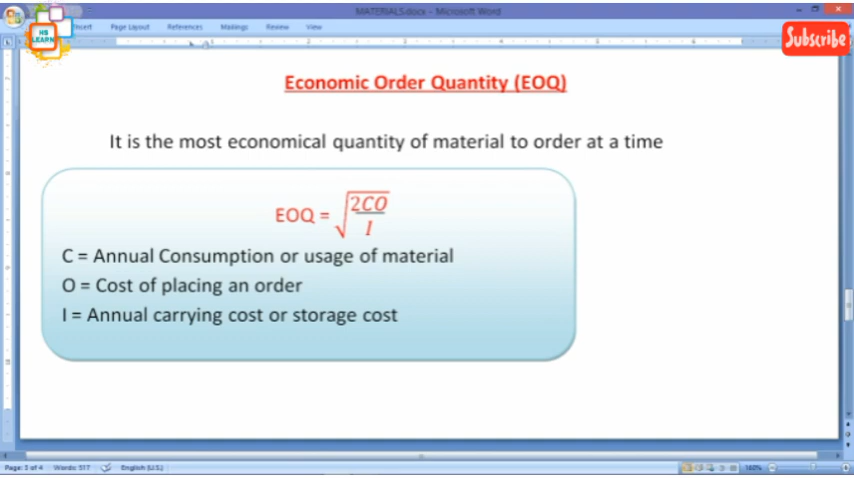 MATERIALS.docx - Microsoft Word
HS
LEARN
Insert Page Layout References Mailings Review View
Subscribe
Economic Order Quantity (EOQ)
It is the most economical quantity of material to order at a time
EOQ = √2CO
I
C = Annual Consumption or usage of material
O = Cost of placing an order
I = Annual carrying cost or storage cost
Page: 3 of 4 Words: 517 English (U.S.) 160%